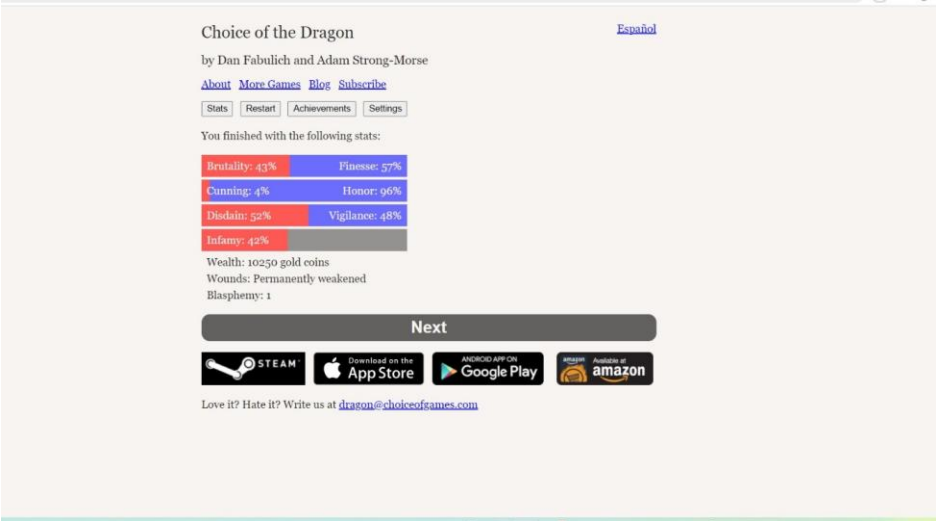 Choice of the Dragon
Español
by Dan Fabulich and Adam Strong-Morse
About More Games Blog Subscribe
Stats Restart Achievements Settings
You finished with the following stats:
Brutality: 43% Finesse: 57%
Cunning: 4% Honor: 96%
Disdain: 52% Vigilance: 48%
Infamy: 42%
Wealth: 10250 gold coins
Wounds: Permanently weakened
Blasphemy: 1
Next
STEAM
Download on the
App Store
ANDROID APP ON
Google Play
amazon
Available at
amazon
Love it? Hate it? Write us at dragon@choiceofgames.com